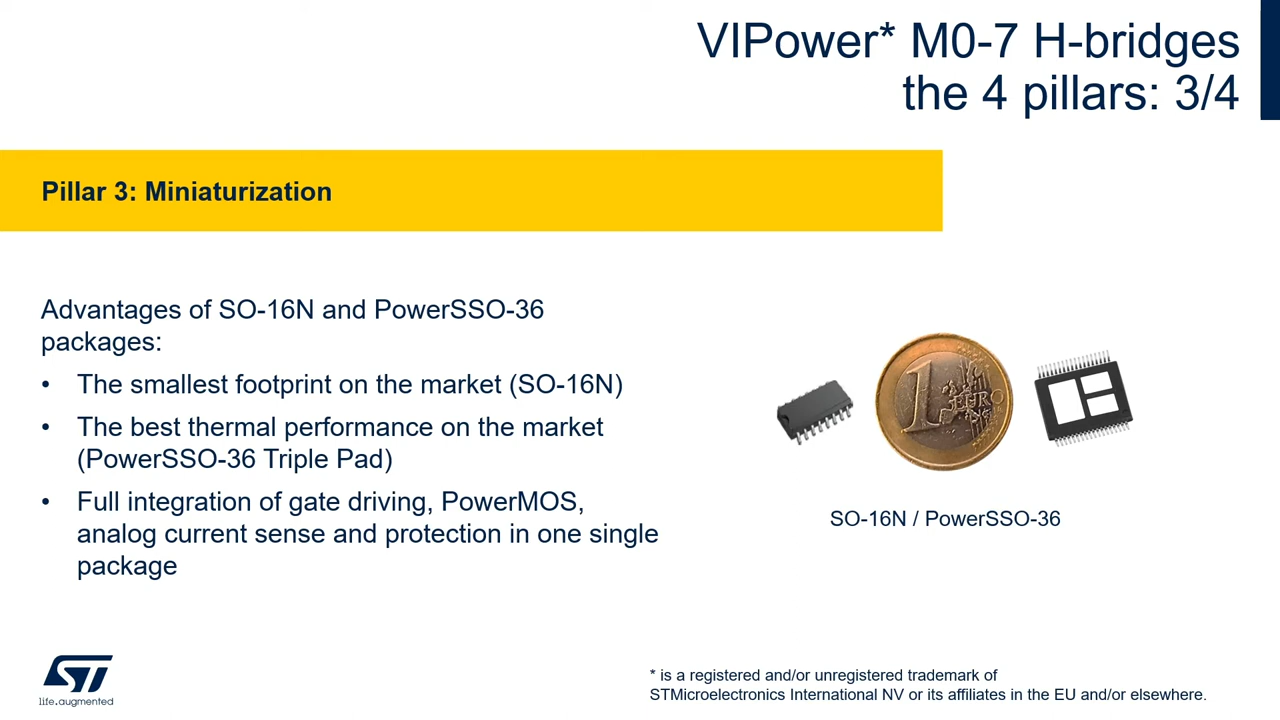 VIPower* M0-7 H-bridges
the 4 pillars: 3/4
Pillar 3: Miniaturization
Advantages of SO-16N and PowerSSO-36
packages:
• The smallest footprint on the market (SO-16N)
• The best thermal performance on the market
(PowerSSO-36 Triple Pad)
• Full integration of gate driving, PowerMOS,
analog current sense and protection in one single
package
1 EURO
SO-16N / PowerSSO-36
ST
life.augmented
* is a registered and/or unregistered trademark of
STMicroelectronics International NV or its affiliates in the EU and/or elsewhere.